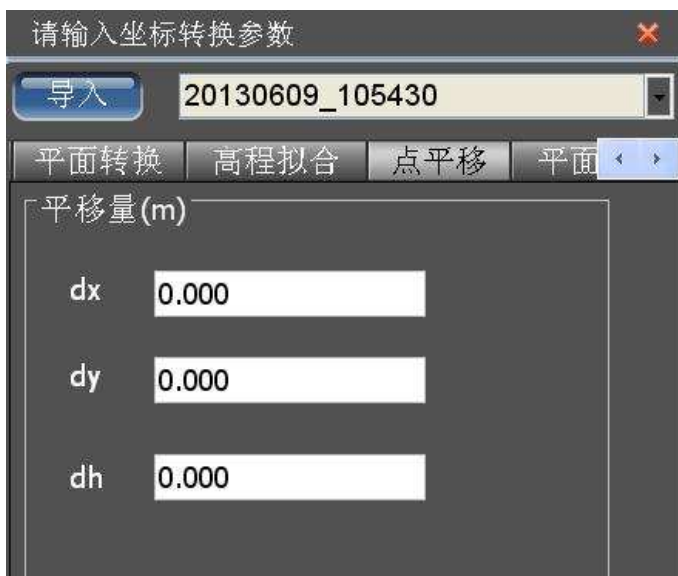 请输入坐标转换参数
导入 20130609_105430
平面转换 高程拟合 点平移 平面
平移量(m)
dx 0.000
dy 0.000
dh 0.000